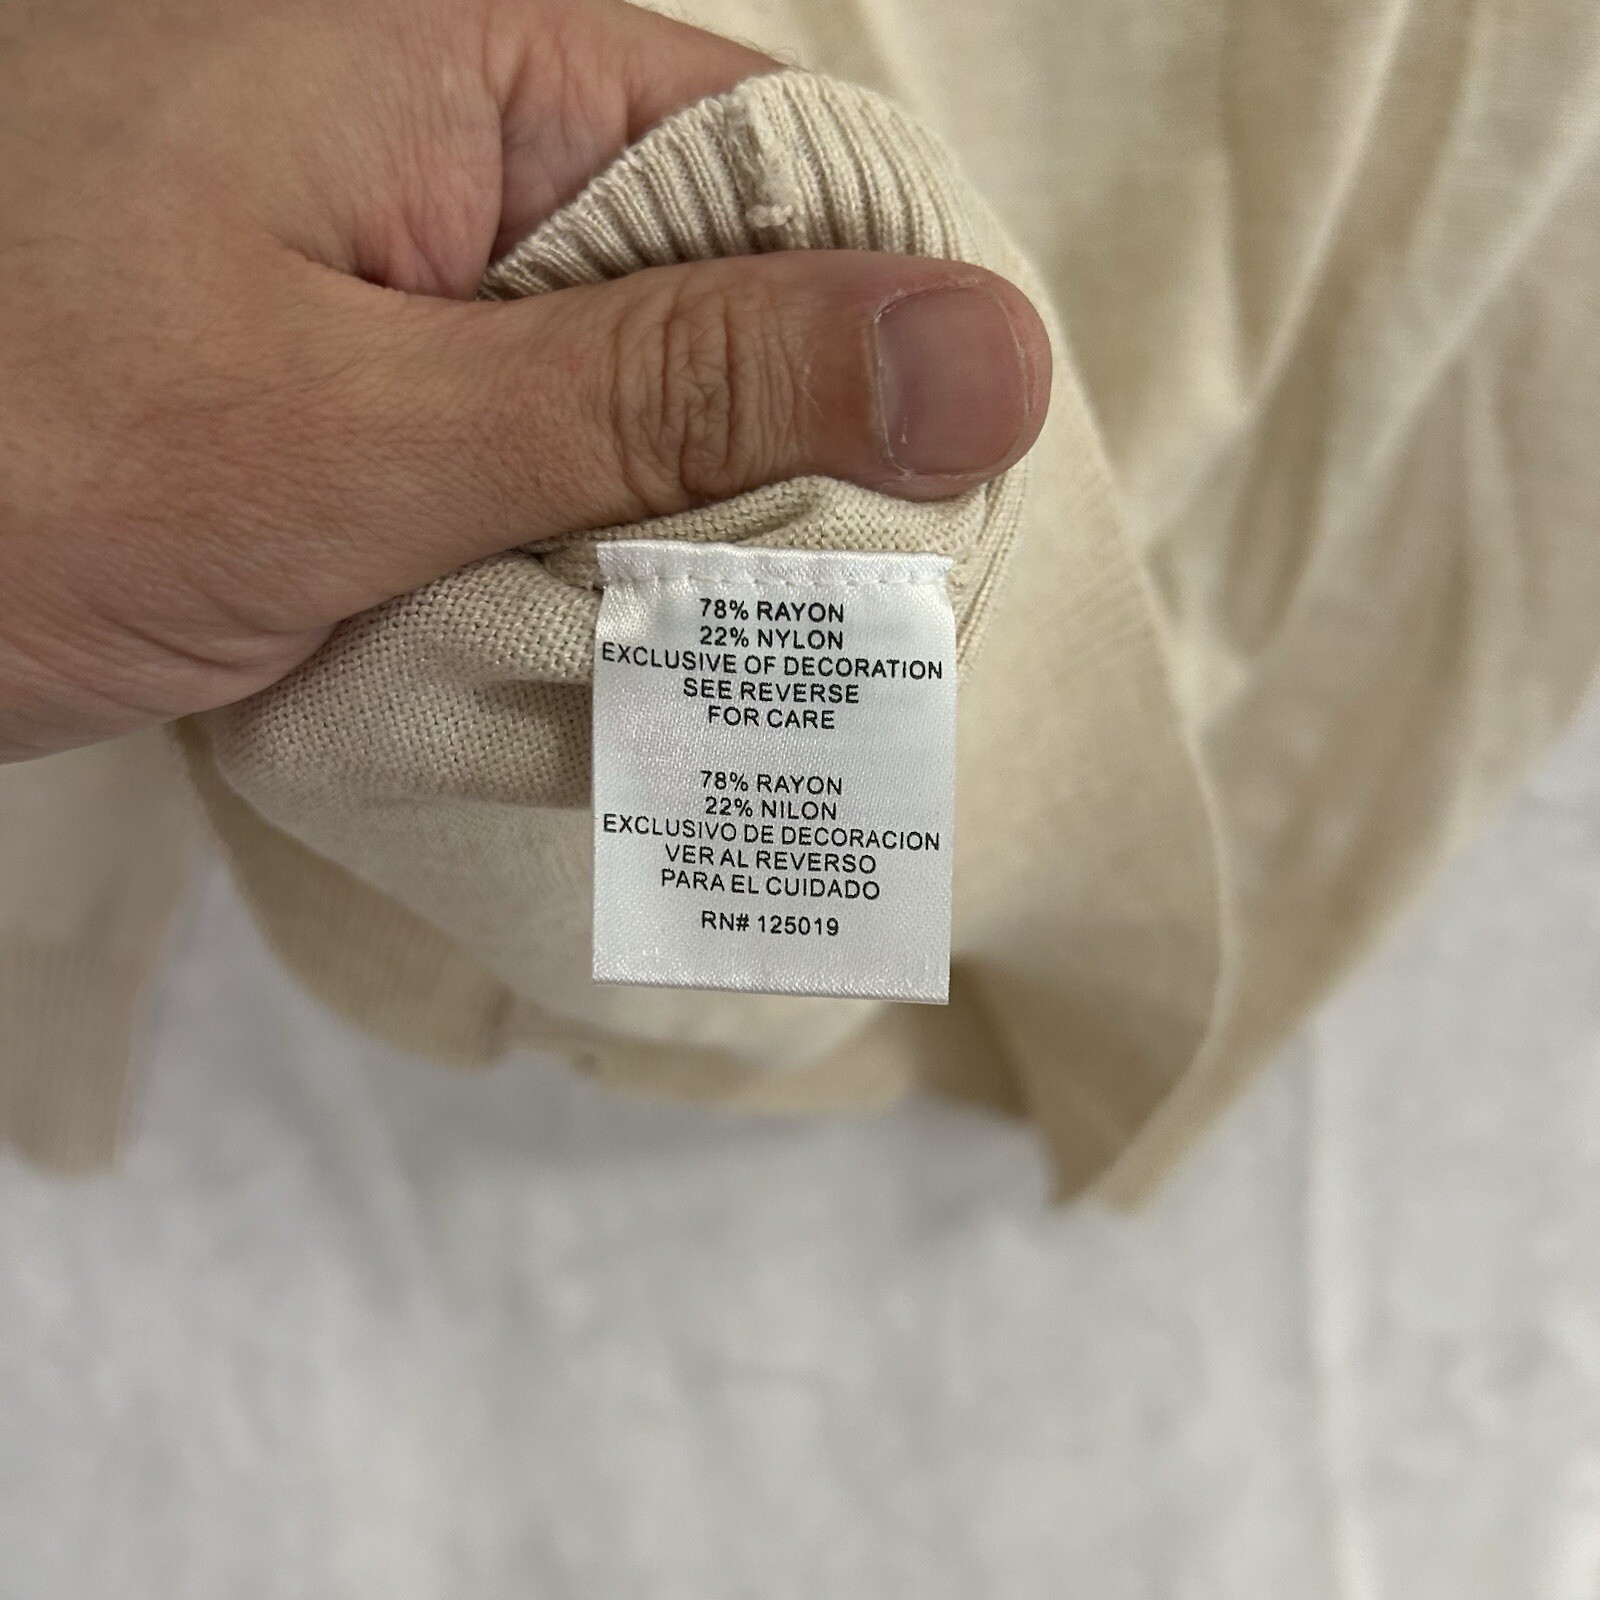 78% RAYON
22% NYLON
EXCLUSIVE OF DECORATION
SEE REVERSE
FOR CARE
78% RAYON
22% NILON
EXCLUSIVO DE DECORACION
VER AL REVERSO
PARA EL CUIDADO
RN# 125019